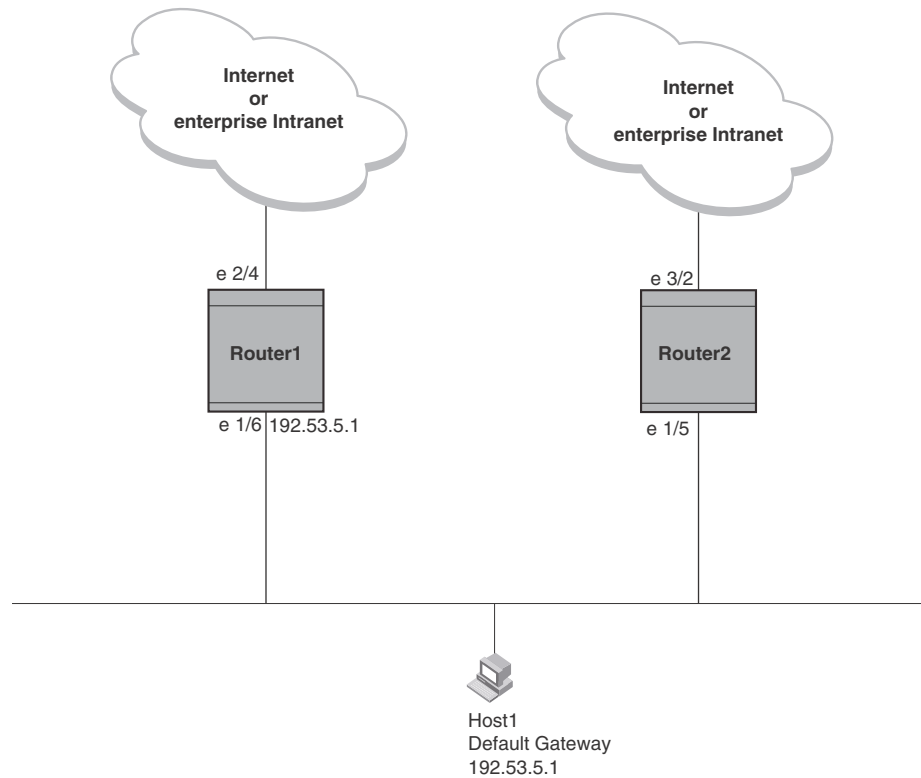 Internet
or
enterprise Intranet
Internet
or
enterprise Intranet
e 2/4
e 3/2
Router1
Router2
e 1/6 192.53.5.1
e 1/5
Host1
Default Gateway
192.53.5.1